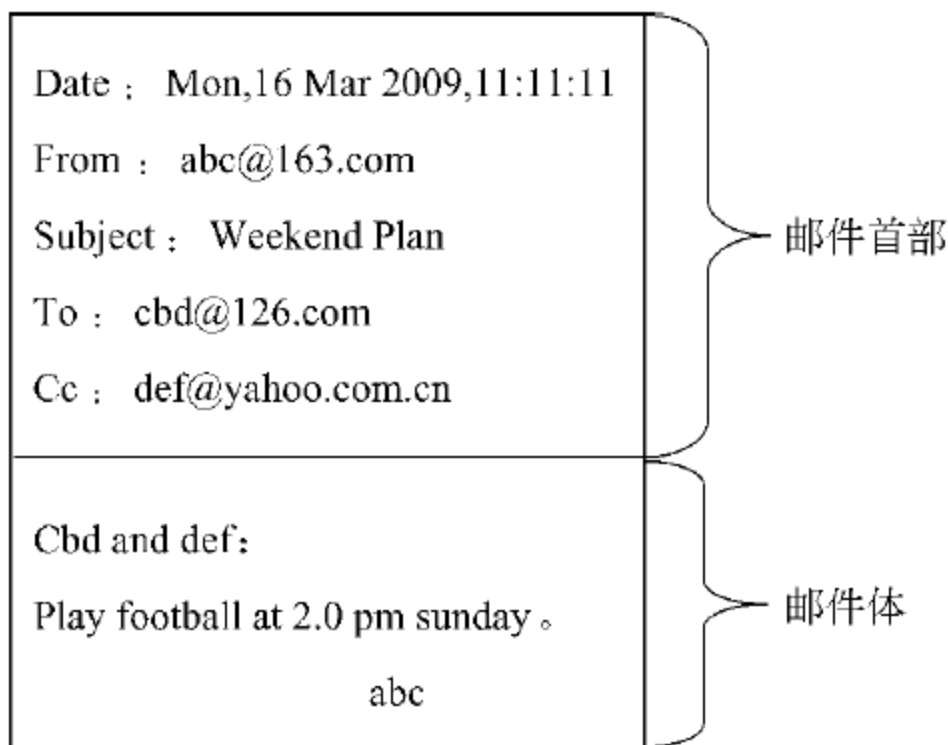 Date： Mon,16 Mar 2009,11:11:11
From： abc@163.com
Subject： Weekend Plan
To： cbd@126.com
Cc： def@yahoo.com.cn
邮件首部
Cbd and def：
Play football at 2.0 pm sunday。
abc
邮件体